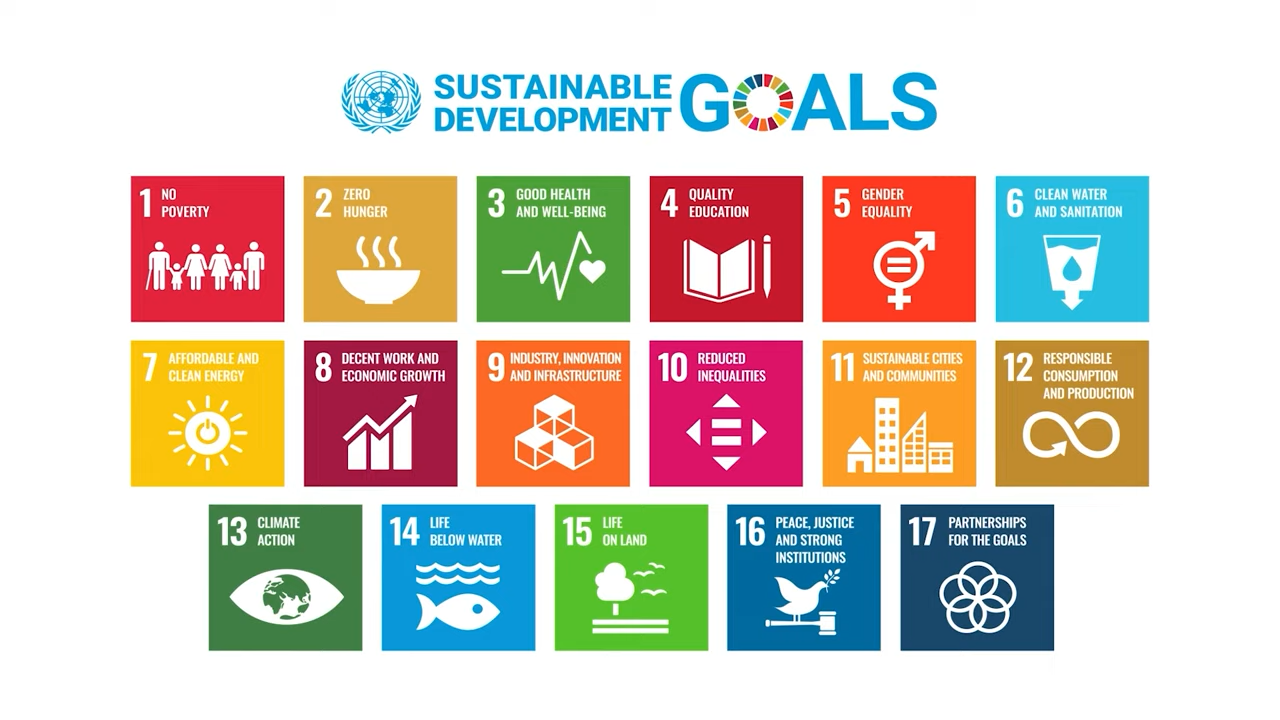 SUSTAINABLE
DEVELOPMENT
GOALS
1 NO
POVERTY
2 ZERO
HUNGER
3 GOOD HEALTH
AND WELL-BEING
4 QUALITY
EDUCATION
5 GENDER
EQUALITY
6 CLEAN WATER
AND SANITATION
7 AFFORDABLE AND
CLEAN ENERGY
8 DECENT WORK AND
ECONOMIC GROWTH
9 INDUSTRY, INNOVATION
AND INFRASTRUCTURE
10 REDUCED
INEQUALITIES
11 SUSTAINABLE CITIES
AND COMMUNITIES
12 RESPONSIBLE
CONSUMPTION
AND PRODUCTION
13 CLIMATE
ACTION
14 LIFE
BELOW WATER
15 LIFE
ON LAND
16 PEACE, JUSTICE
AND STRONG
INSTITUTIONS
17 PARTNERSHIPS
FOR THE GOALS